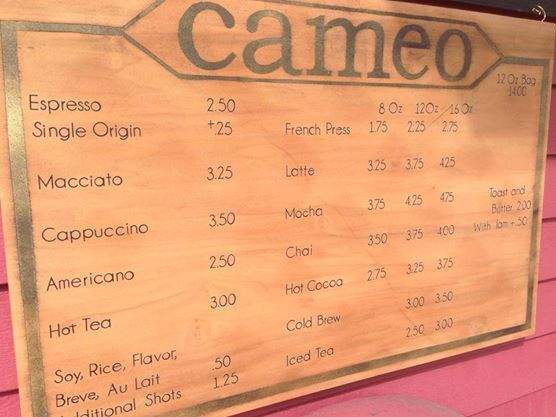 cameo
Espresso 2.50
Single Origin +.25
Macciato 3.25
Cappuccino 3.50
Americano 2.50
Hot Tea 3.00
Soy, Rice, Flavor,
Breve, Au Lait .50
Additional Shots 1.25
8 Oz 12Oz 16 Oz
French Press 1.75 2.25 2.75
Latte 3.25 3.75 4.25
Mocha 3.75 4.25 4.75
Chai 3.50 3.75 4.00
Hot Cocoa 2.75 3.25 3.75
Cold Brew 3.00 3.50
Iced Tea 2.50 3.00
12 Oz Bag
14.00
Toast and
Butter 2.00
With Jam +.50